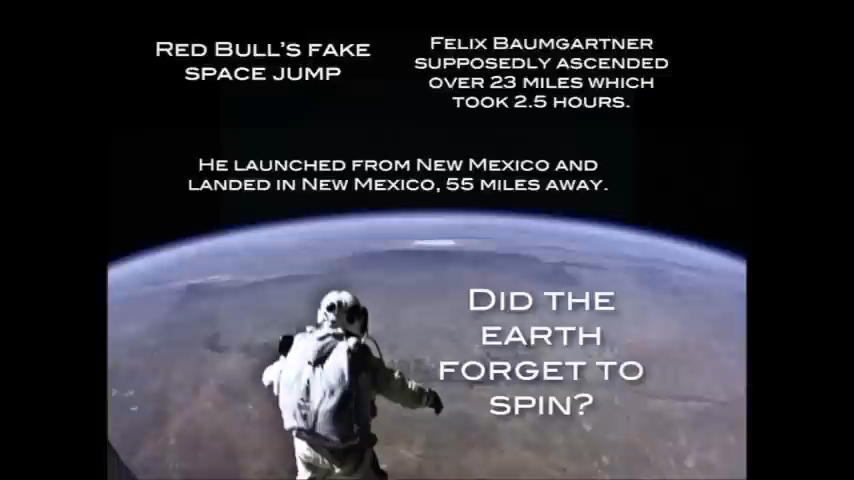 RED BULL'S FAKE
SPACE JUMP
FELIX BAUMGARTNER
SUPPOSEDLY ASCENDED
OVER 23 MILES WHICH
TOOK 2.5 HOURS.
HE LAUNCHED FROM NEW MEXICO AND
LANDED IN NEW MEXICO, 55 MILES AWAY.
DID THE
EARTH
FORGET TO
SPIN?